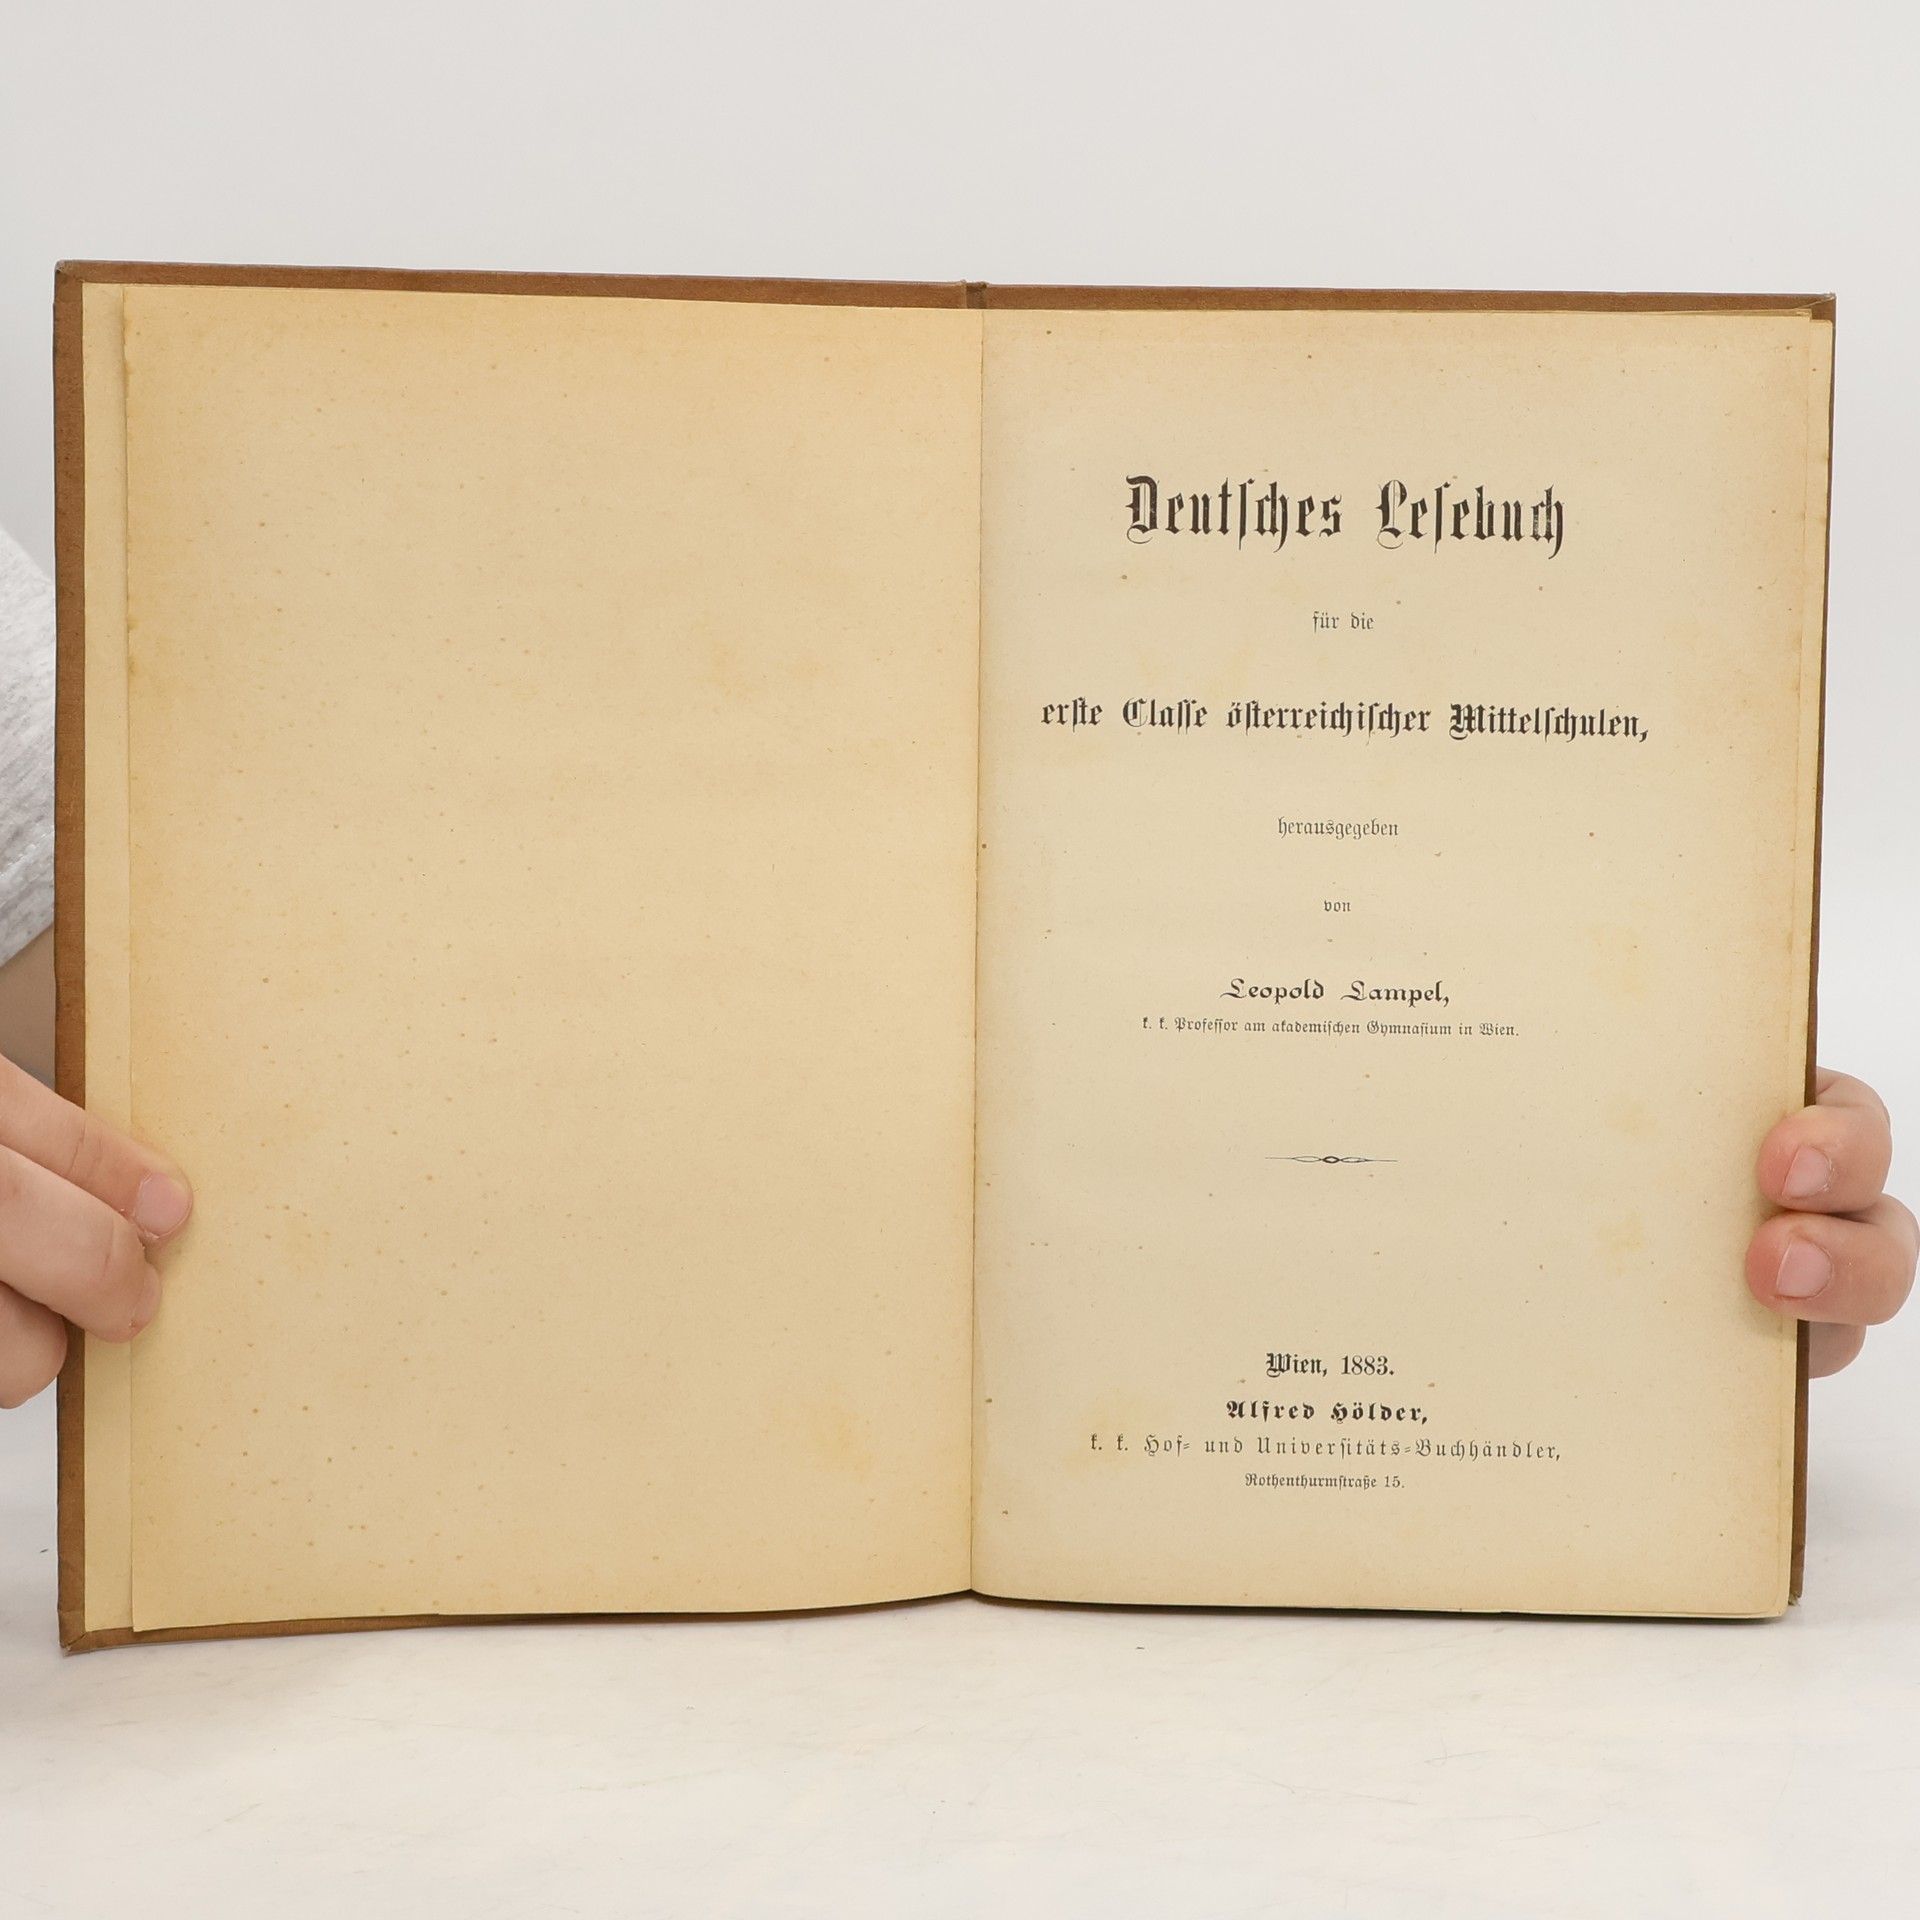 Deutsches Lesebuch
für die
erste Classe österreichischer Mittelschulen,
herausgegeben
von
Leopold Lampel,
k. k. Professor am akademischen Gymnasium in Wien.
Wien, 1883.
Alfred Hölder,
k. k. Hof- und Universitäts-Buchhändler,
Rothenthurmstraße 15.